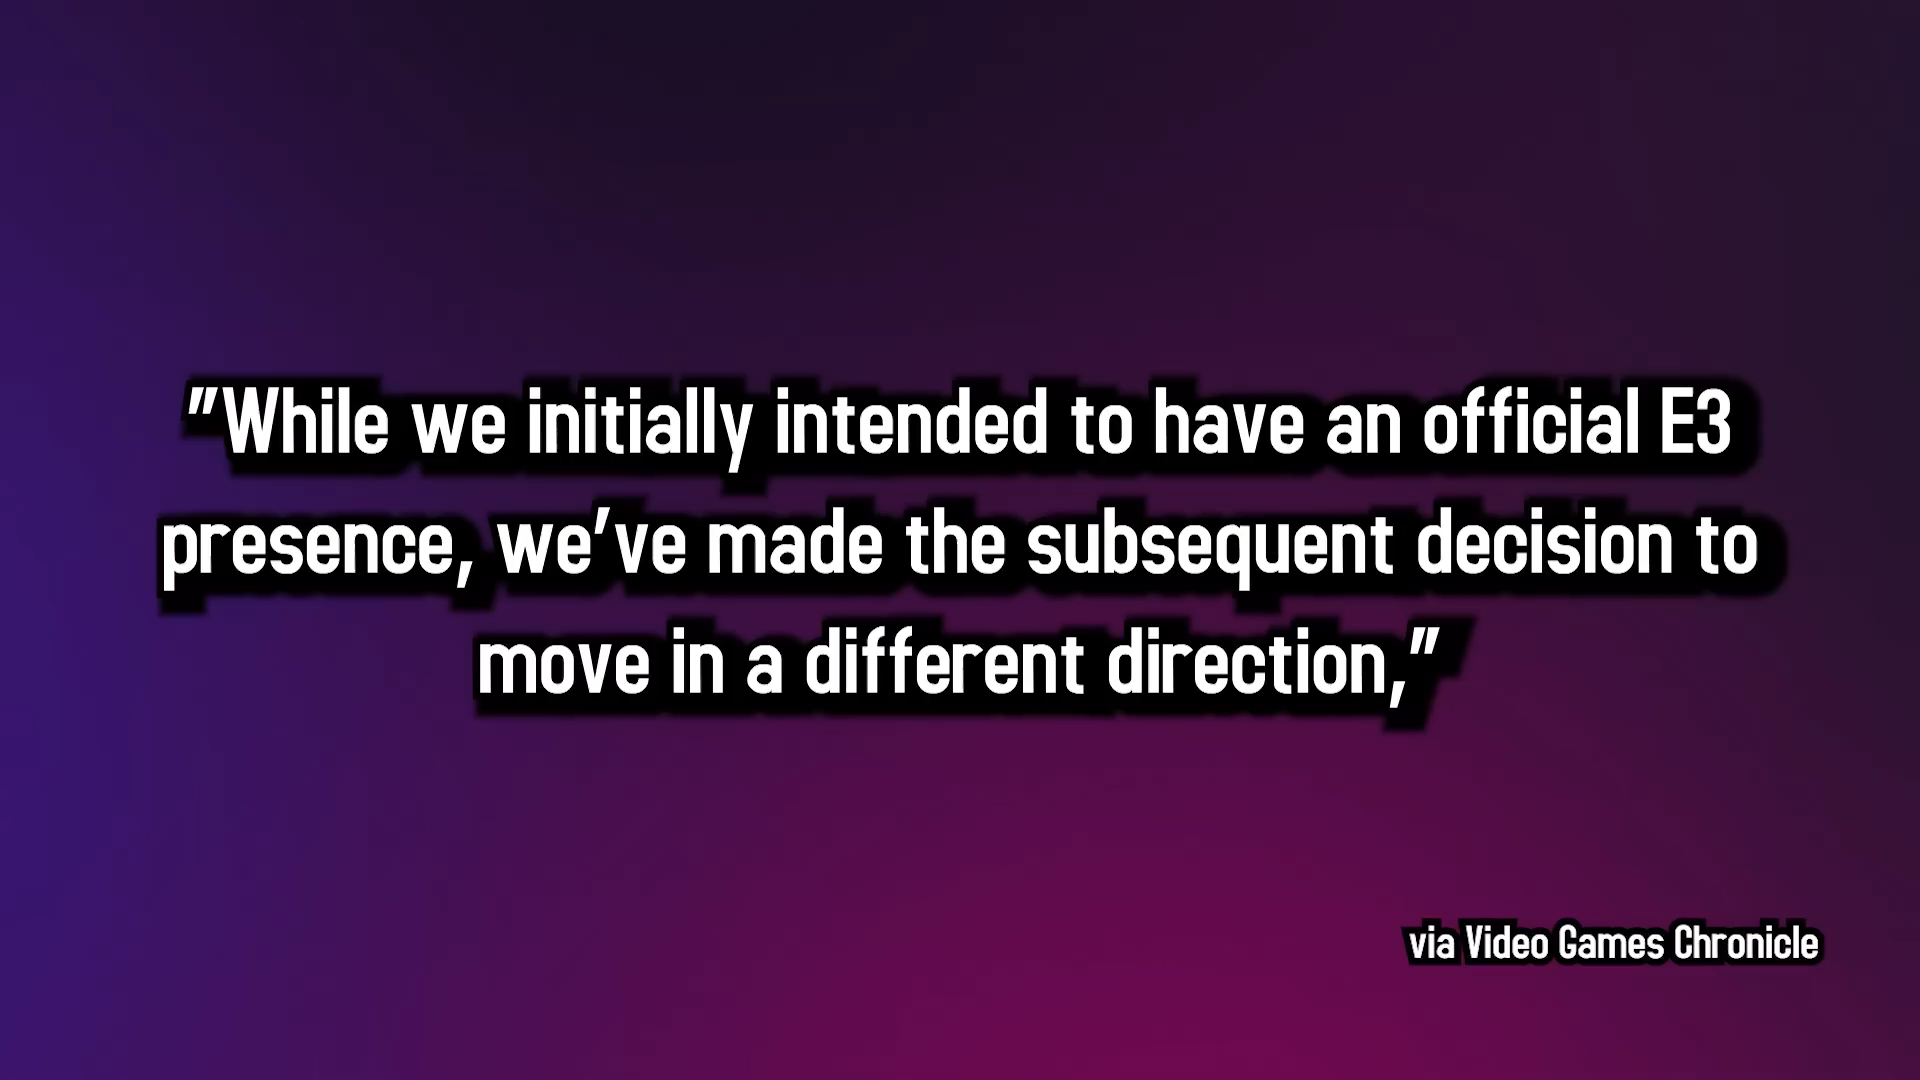 "While we initially intended to have an official E3
presence, we've made the subsequent decision to
move in a different direction,"
via Video Games Chronicle